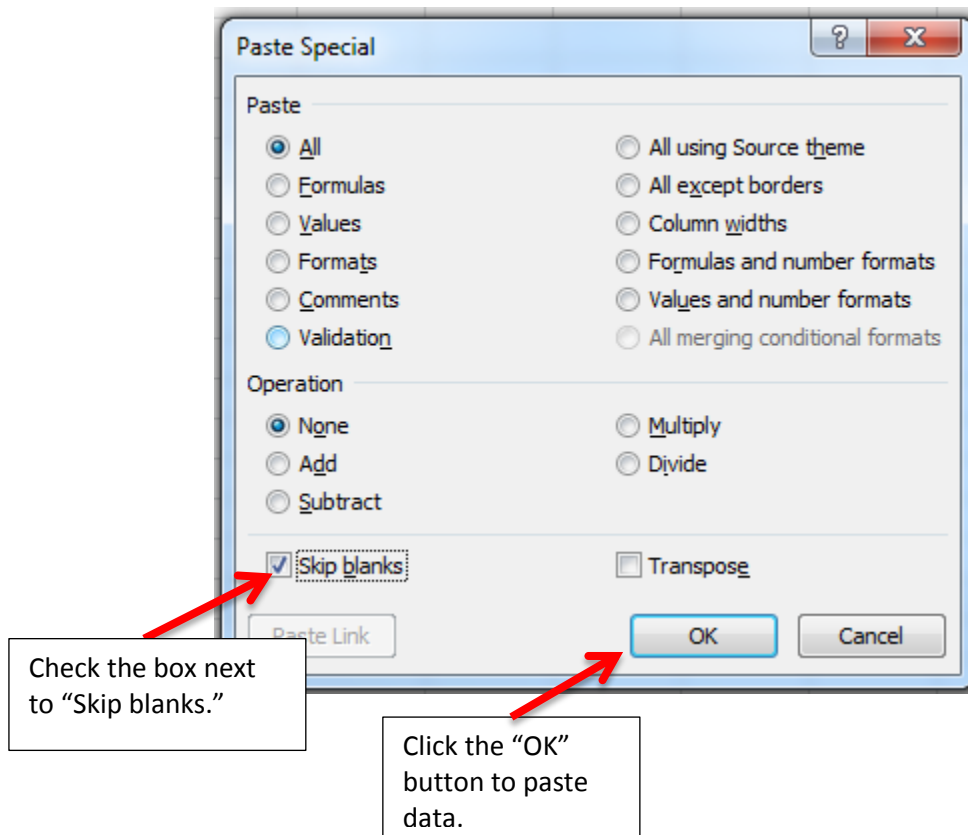 Paste Special
Paste
All
All using Source theme
Formulas
All except borders
Values
Column widths
Formats
Formulas and number formats
Comments
Values and number formats
Validation
All merging conditional formats
Operation
None
Multiply
Add
Divide
Subtract
Skip blanks
Transpose
Paste Link
OK
Cancel
Check the box next
to “Skip blanks.”
Click the “OK”
button to paste
data.